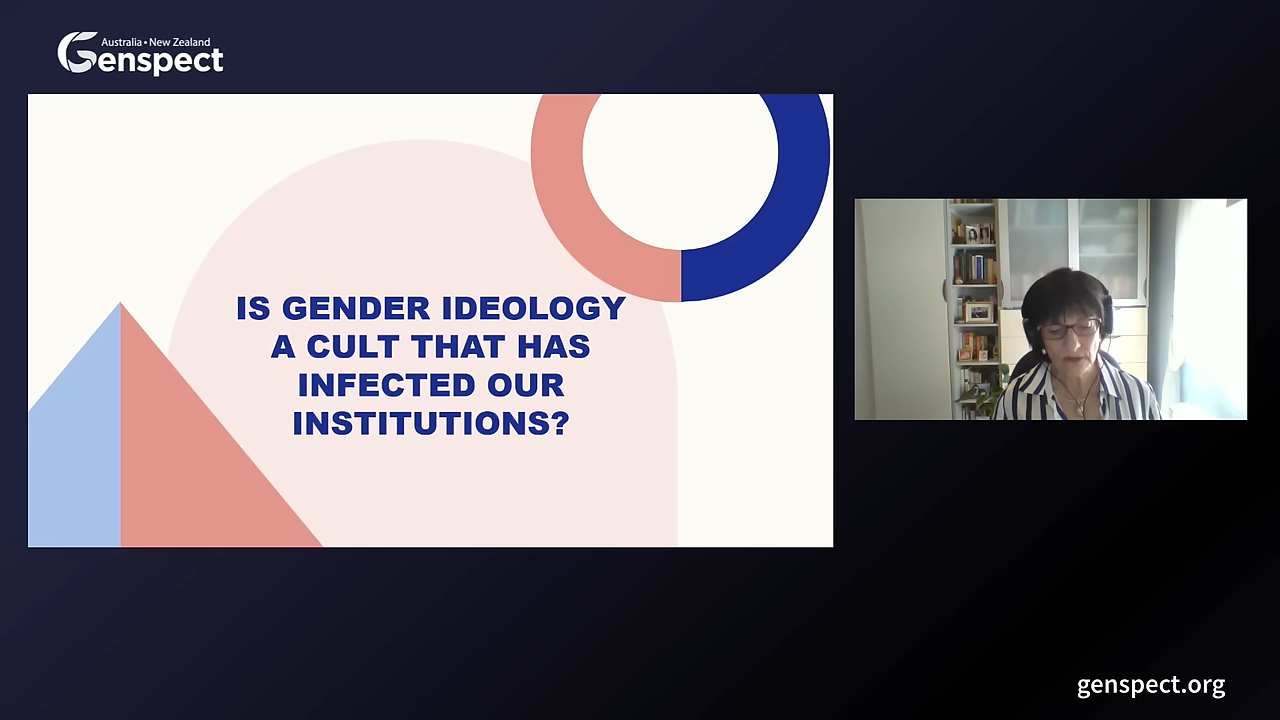 Australia • New Zealand
Genspect
IS GENDER IDEOLOGY
A CULT THAT HAS
INFECTED OUR
INSTITUTIONS?
genspect.org